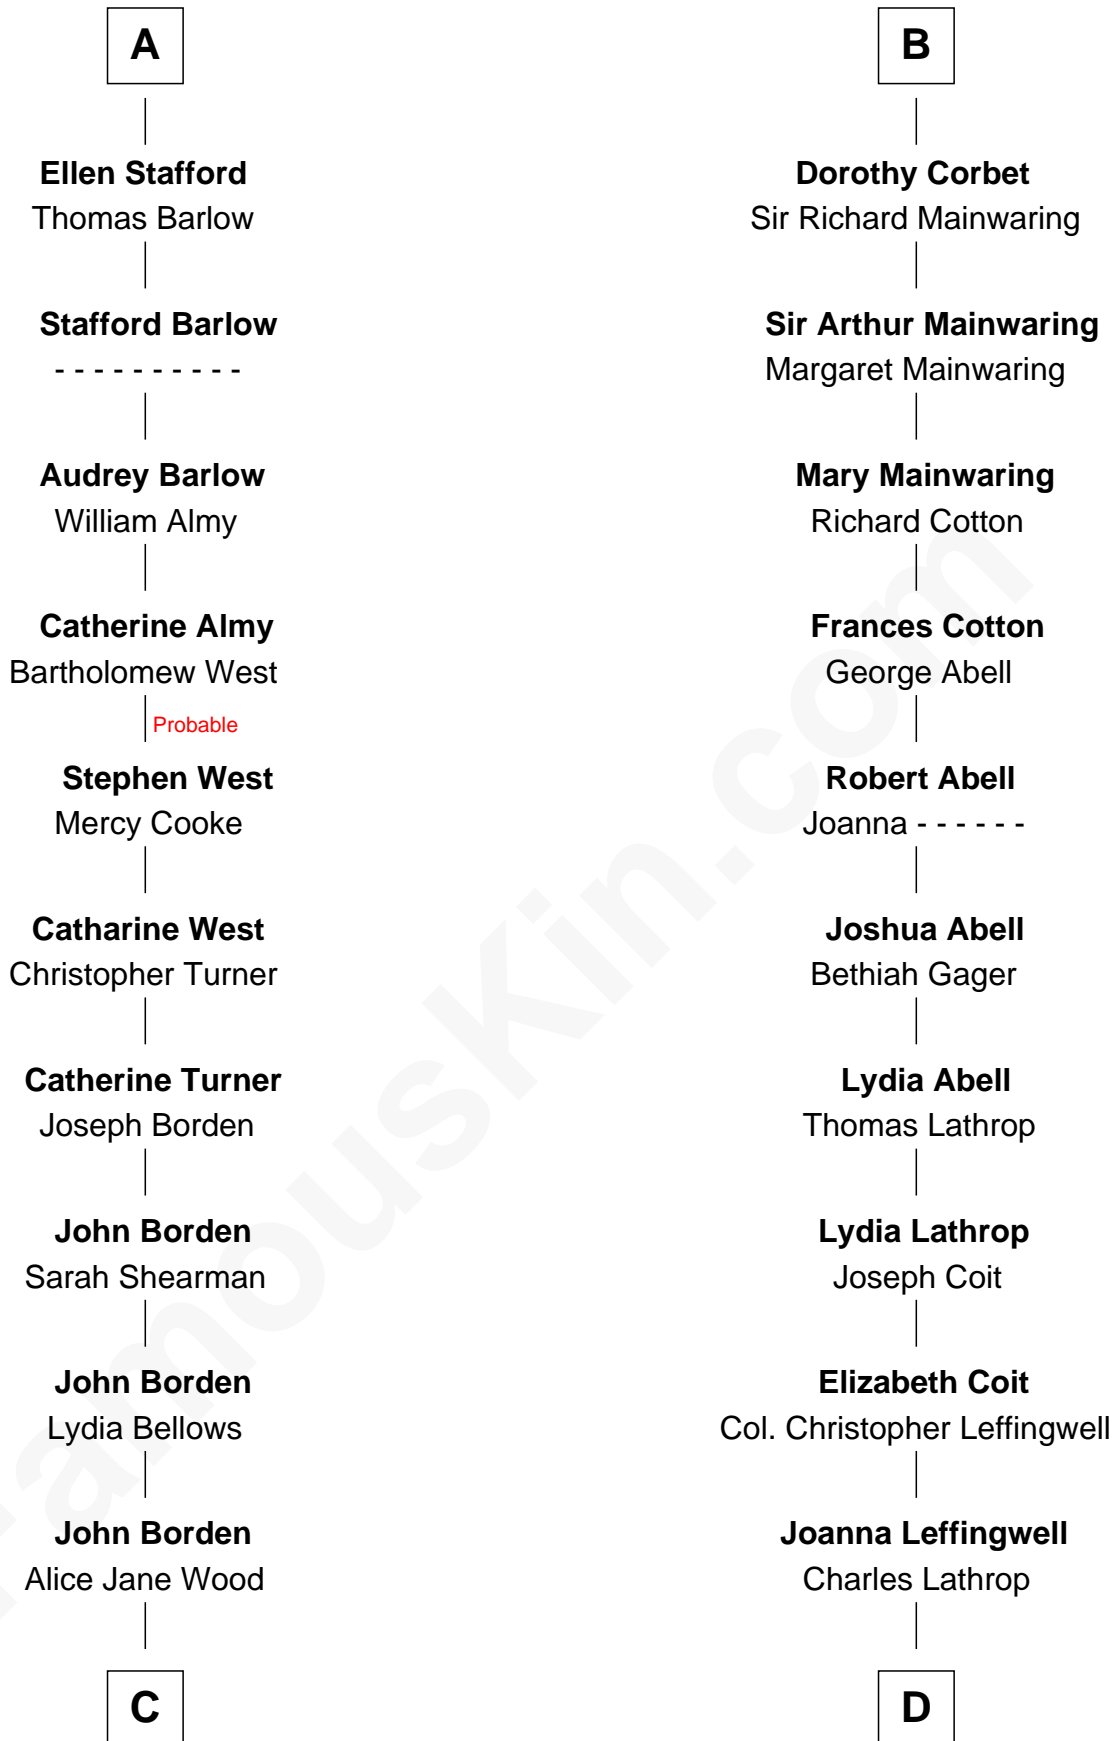 A
Ellen Stafford
Thomas Barlow
Stafford Barlow
- - - - - - - - - -
Audrey Barlow
William Almy
Catherine Almy
Bartholomew West
Probable
Stephen West
Mercy Cooke
Catharine West
Christopher Turner
Catherine Turner
Joseph Borden
John Borden
Sarah Shearman
John Borden
Lydia Bellows
John Borden
Alice Jane Wood
C
B
Dorothy Corbet
Sir Richard Mainwaring
Sir Arthur Mainwaring
Margaret Mainwaring
Mary Mainwaring
Richard Cotton
Frances Cotton
George Abell
Robert Abell
Joanna - - - - - -
Joshua Abell
Bethiah Gager
Lydia Abell
Thomas Lathrop
Lydia Lathrop
Joseph Coit
Elizabeth Coit
Col. Christopher Leffingwell
Joanna Leffingwell
Charles Lathrop
D
FamousKin.com